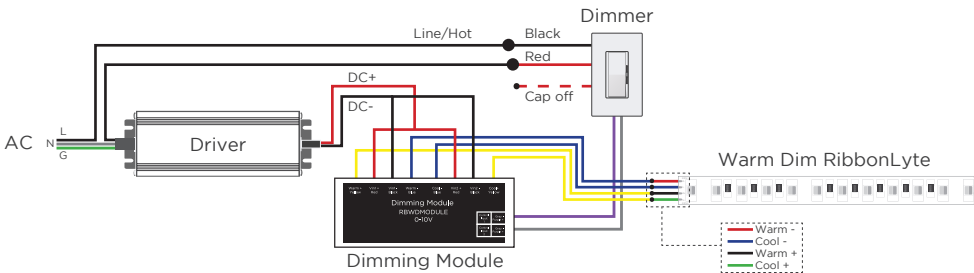 Dimmer
Line/Hot
Black
Red
DC+
Cap off
DC-
AC
L
N
G
Driver
Warm Dim RibbonLyte
Dimming Module
RBWDMODULE
0-10V
Dimming Module
Warm -
Cool -
Warm +
Cool +